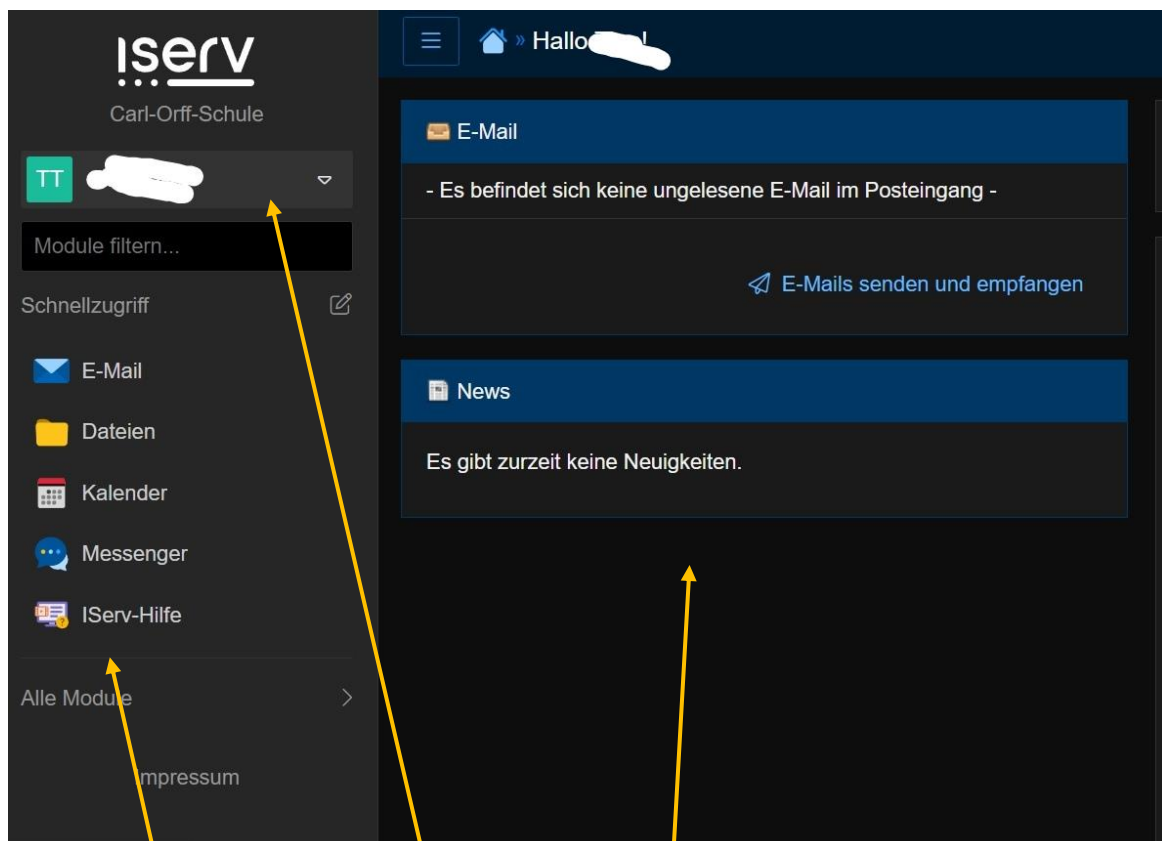 IServ
Carl-Orff-Schule
TT
Module filtern...
Schnellzugriff
E-Mail
Dateien
Kalender
Messenger
IServ-Hilfe
Alle Module
Impressum
» Hallo !
E-Mail
- Es befindet sich keine ungelesene E-Mail im Posteingang -
E-Mails senden und empfangen
News
Es gibt zurzeit keine Neuigkeiten.